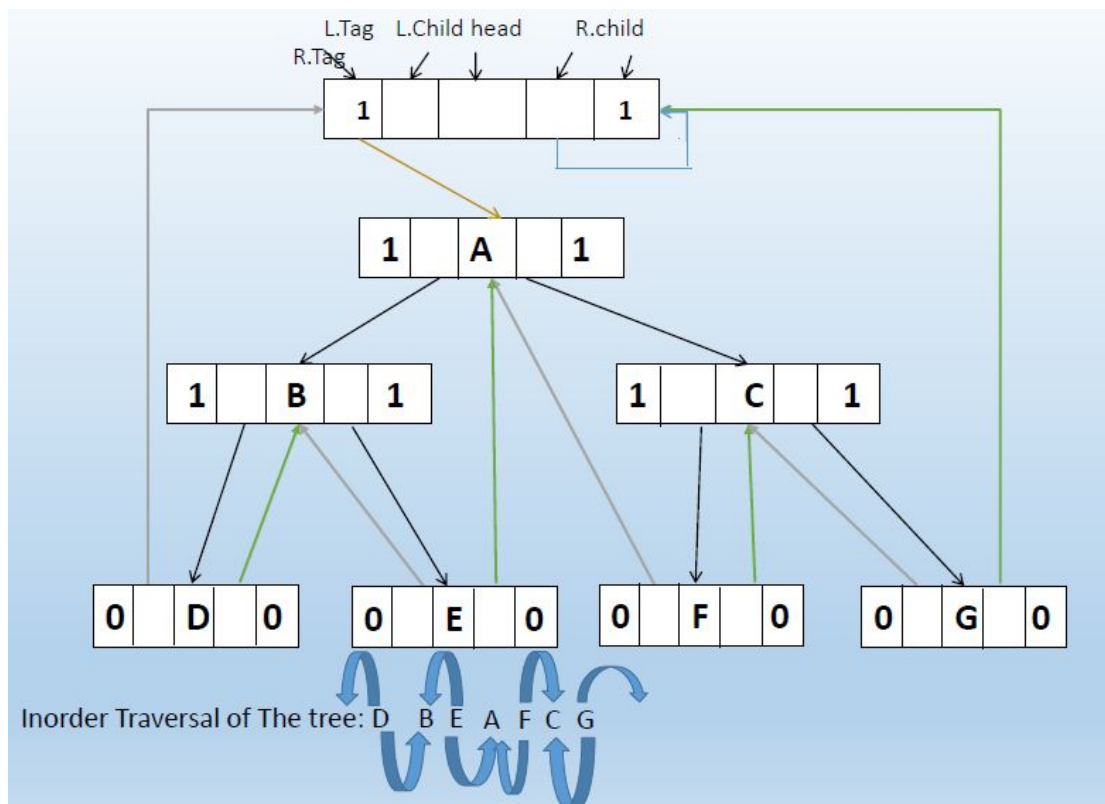 L.Tag L.Child head R.child
R.Tag
1 1
1 A 1
1 B 1
1 C 1
0 D 0
0 E 0
0 F 0
0 G 0
Inorder Traversal of The tree: D B E A F C G